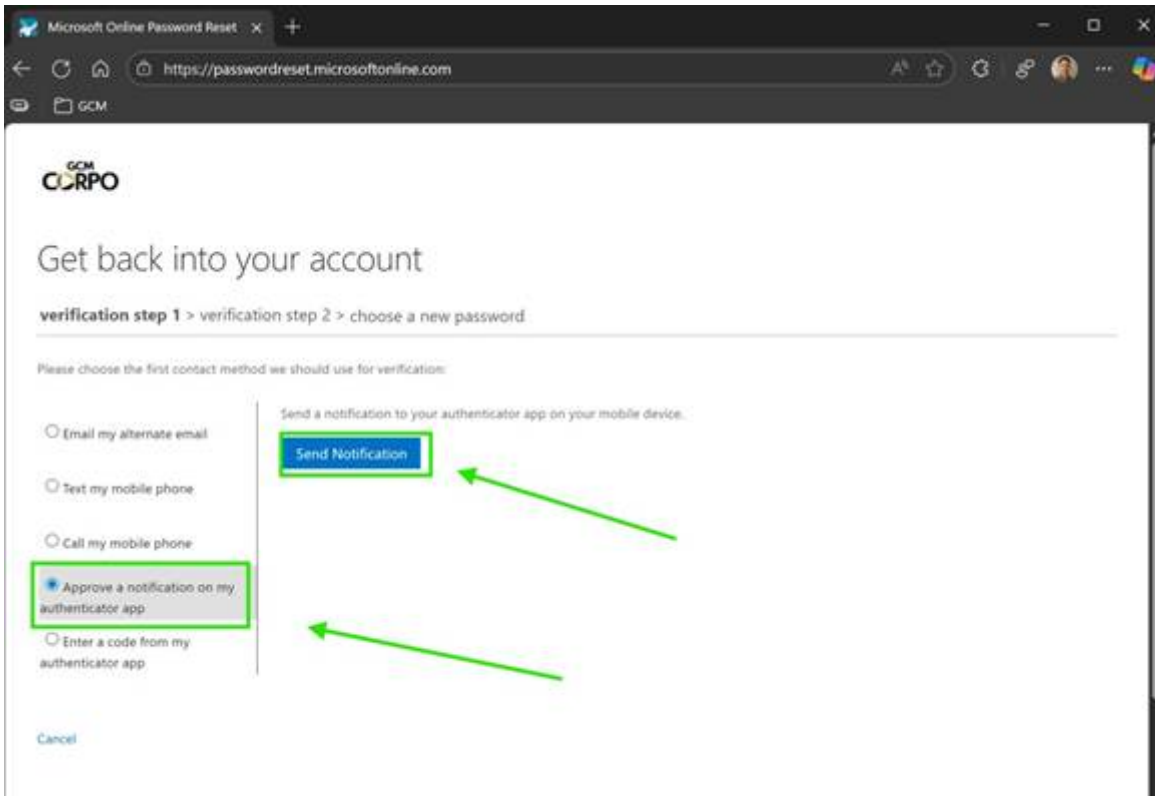 Microsoft Online Password Reset
https://passwordreset.microsoftonline.com
GCM
GCM
CORPO
Get back into your account
verification step 1 > verification step 2 > choose a new password
Please choose the first contact method we should use for verification:
Email my alternate email
Send a notification to your authenticator app on your mobile device.
Send Notification
Text my mobile phone
Call my mobile phone
Approve a notification on my
authenticator app
Enter a code from my
authenticator app
Cancel